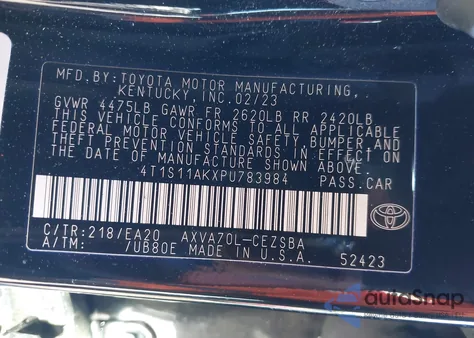 MFD.BY:TOYOTA MOTOR MANUFACTURING,
KENTUCKY, INC. 02/23
GVWR 4475LB GAWR FR 2620LB RR 2420LB
THIS VEHICLE CONFORMS TO ALL APPLICABLE
FEDERAL MOTOR VEHICLE SAFETY, BUMPER, AND
THEFT PREVENTION STANDARDS IN EFFECT ON
THE DATE OF MANUFACTURE SHOWN ABOVE.
4T1S11AKXPU783984 PASS.CAR
C/TR:218/EA20 AXVA70L-CEZSBA
A/TM: /UB80E MADE IN U.S.A. 52423
autoSnap